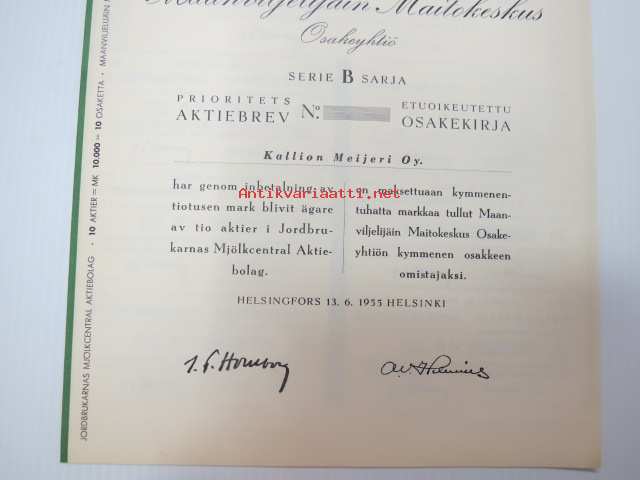 Maanviljelijäin Maitokeskus
Osakeyhtiö
SERIE B SARJA
PRIORITETS
AKTIEBREV
No.
ETUOIKEUTETTU
OSAKEKIRJA
Kallion Meijeri Oy.
har genom inbetalning av
tiotusen mark blivit ägare
av tio aktier i Jordbru-
karnas Mjölkcentral Aktie-
bolag.
on maksettuaan kymmenen-
tuhatta markkaa tullut Maan-
viljelijäin Maitokeskus Osake-
yhtiön kymmenen osakkeen
omistajaksi.
Antikvariaatti.net
HELSINGFORS 13. 6. 1955 HELSINKI
JORDBRUKARNAS MJÖLKCENTRAL AKTIEBOLAG • 10 AKTIER = MK 10.000 = 10 OSAKETTA • MAANVILJELIJÄIN